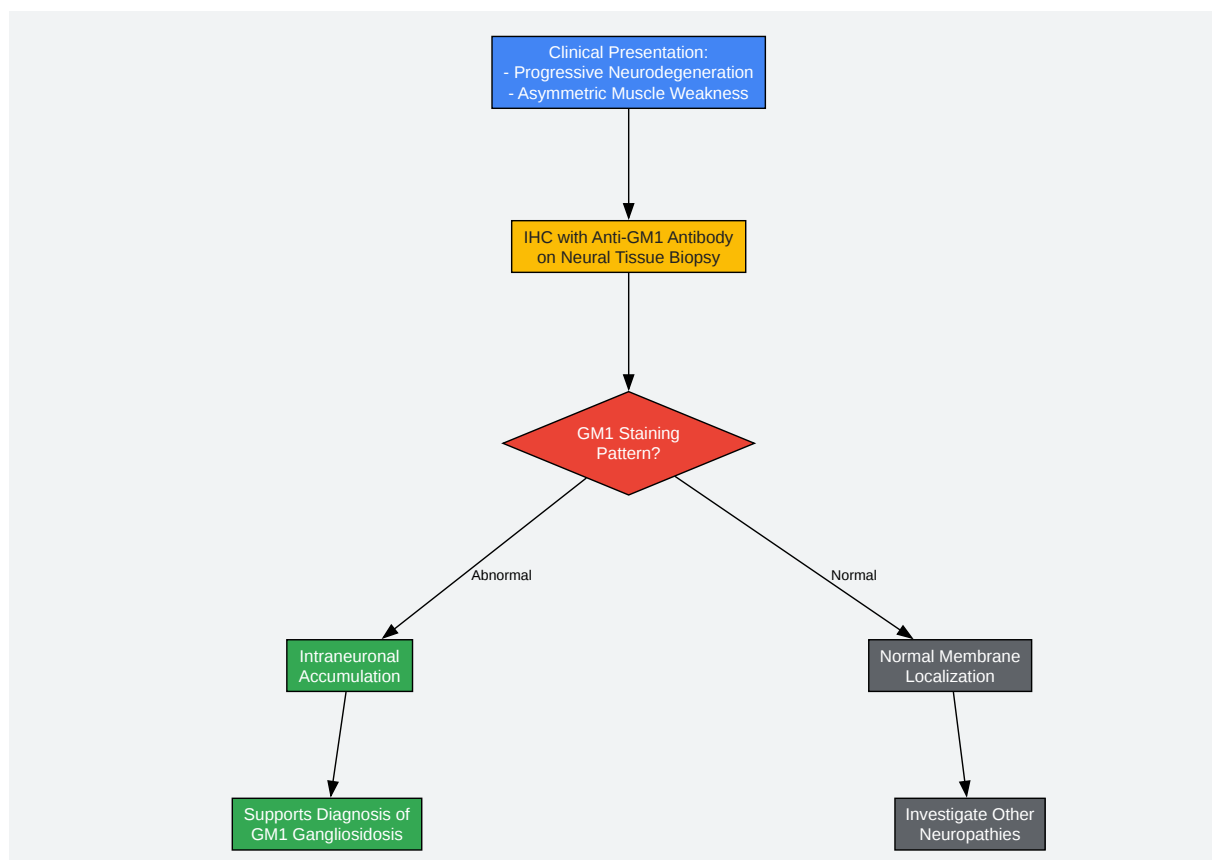 Clinical Presentation:
- Progressive Neurodegeneration
- Asymmetric Muscle Weakness
IHC with Anti-GM1 Antibody
on Neural Tissue Biopsy
GM1 Staining
Pattern?
Abnormal
Normal
Intraneuronal
Accumulation
Normal Membrane
Localization
Supports Diagnosis of
GM1 Gangliosidosis
Investigate Other
Neuropathies